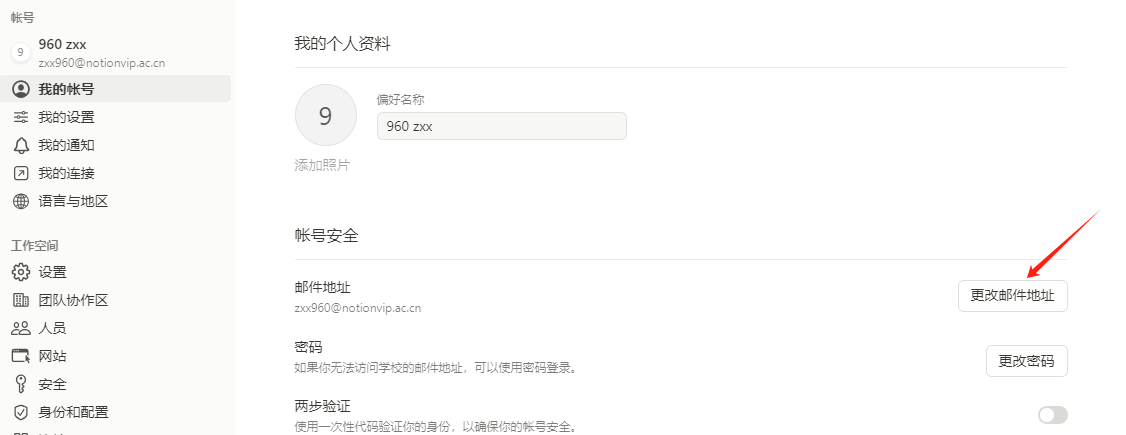 帐号
9
960 zxx
zxx960@notionvip.ac.cn
我的帐号
我的设置
我的通知
我的连接
语言与地区
工作空间
设置
团队协作区
人员
网站
安全
身份和配置
我的个人资料
9
偏好名称
960 zxx
添加照片
帐号安全
邮件地址
zxx960@notionvip.ac.cn
更改邮件地址
密码
如果你无法访问学校的邮件地址，可以使用密码登录。
更改密码
两步验证
使用一次性代码验证你的身份，以确保你的帐号安全。